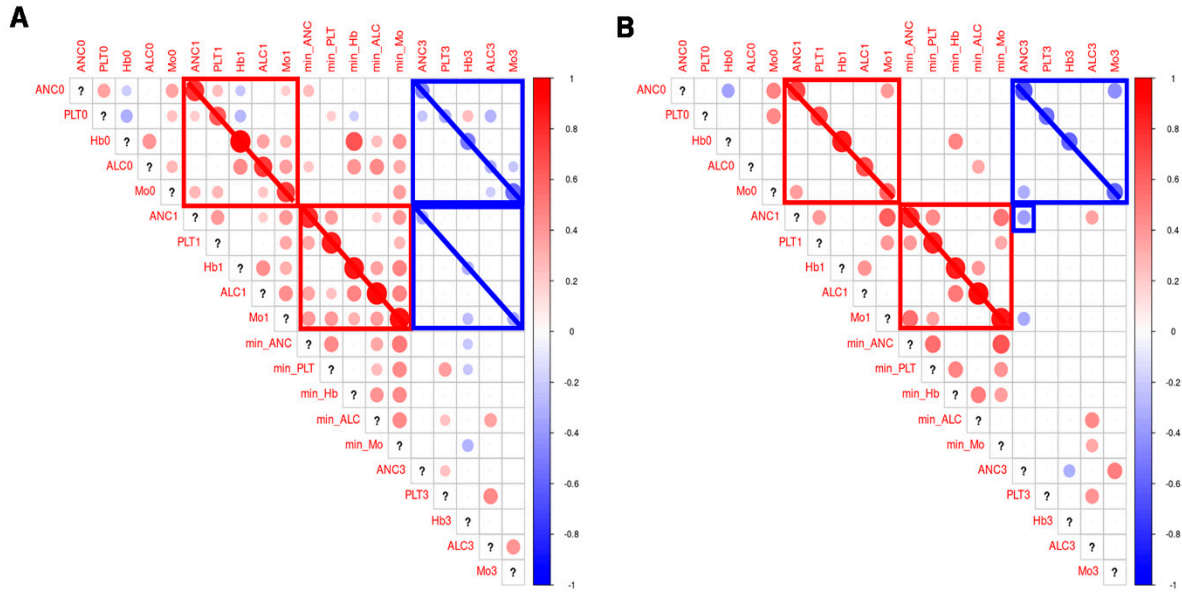 A
ANC0 PLT0 Hb0 ALC0 Mo0 ANC1 PLT1 Hb1 ALC1 Mo1 min_ANC min_PLT min_Hb min_ALC min_Mo ANC3 PLT3 Hb3 ALC3 Mo3
ANC0 ?
PLT0 ?
Hb0 ?
ALC0 ?
Mo0 ?
ANC1 ?
PLT1 ?
Hb1 ?
ALC1 ?
Mo1 ?
min_ANC ?
min_PLT ?
min_Hb ?
min_ALC ?
min_Mo ?
ANC3 ?
PLT3 ?
Hb3 ?
ALC3 ?
Mo3 ?
1
0.8
0.6
0.4
0.2
0
-0.2
-0.4
-0.6
-0.8
-1
B
ANC0 PLT0 Hb0 ALC0 Mo0 ANC1 PLT1 Hb1 ALC1 Mo1 min_ANC min_PLT min_Hb min_ALC min_Mo ANC3 PLT3 Hb3 ALC3 Mo3
ANC0 ?
PLT0 ?
Hb0 ?
ALC0 ?
Mo0 ?
ANC1 ?
PLT1 ?
Hb1 ?
ALC1 ?
Mo1 ?
min_ANC ?
min_PLT ?
min_Hb ?
min_ALC ?
min_Mo ?
ANC3 ?
PLT3 ?
Hb3 ?
ALC3 ?
Mo3 ?
1
0.8
0.6
0.4
0.2
0
-0.2
-0.4
-0.6
-0.8
-1